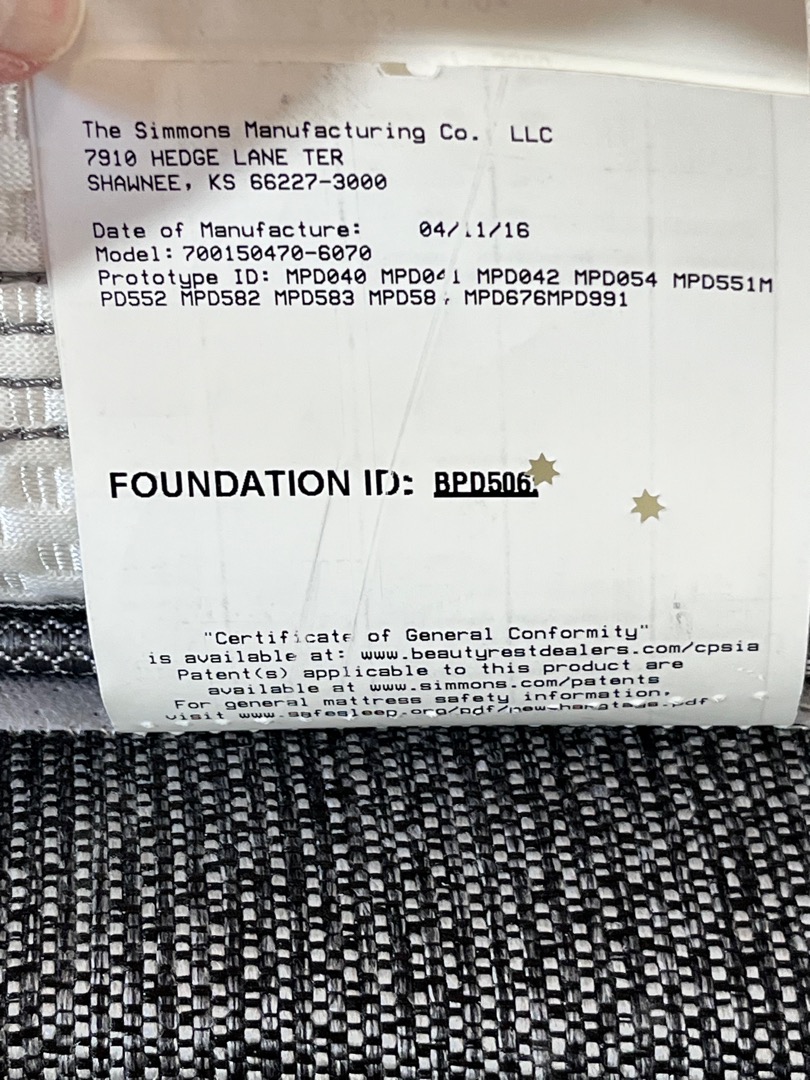 The Simmons Manufacturing Co. LLC
7910 HEDGE LANE TER
SHAWNEE, KS 66227-3000
Date of Manufacture:
Model: 700150470-6070
Prototype ID: MPD040 MPD042 MPD054 MPD551M
PD552 MPD582 MPD583 MPD676MPD991
FOUNDATION ID:
"Certificate of General Conformity"
is available at: www.beautyrestdealers.com/cpsia
Patent(s) applicable to this product are
available at www.simmons.com/patents
For general mattress safety information,
visit